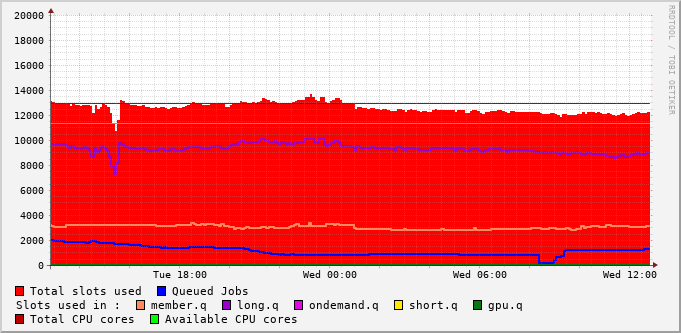 20000
18000
16000
14000
12000
10000
8000
6000
4000
2000
0
Tue 18:00 Wed 00:00 Wed 06:00 Wed 12:00
Total slots used Queued Jobs
Slots used in : member.q long.q ondemand.q short.q gpu.q
Total CPU cores Available CPU cores
RRDTOOL / TOBI OETIKER